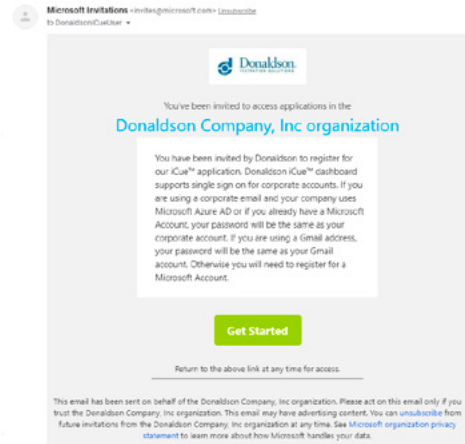 Microsoft Invitations <invites@microsoft.com> Unsubscribe
to DonaldsoniCueUser
Donaldson.
FILTRATION SOLUTIONS
You've been invited to access applications in the
Donaldson Company, Inc organization
You have been invited by Donaldson to register for
our iCue™ application. Donaldson iCue™ dashboard
supports single sign on for corporate accounts. If you
are using a corporate email and your company uses
Microsoft Azure AD or if you already have a Microsoft
Account, your password will be the same as your
corporate account. If you are using a Gmail address,
your password will be the same as your Gmail
account. Otherwise you will need to register for a
Microsoft Account.
Get Started
Return to the above link at any time for access.
This email has been sent on behalf of the Donaldson Company, Inc organization. Please act on this email only if you
trust the Donaldson Company, Inc organization. This email may have advertising content. You can unsubscribe from
future invitations from the Donaldson Company, Inc organization at any time. See Microsoft organization privacy
statement to learn more about how Microsoft handles your data.